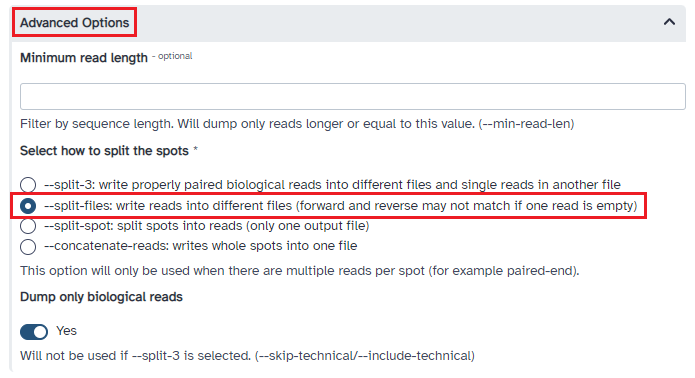 Advanced Options
Minimum read length - optional
Filter by sequence length. Will dump only reads longer or equal to this value. (--min-read-len)
Select how to split the spots *
--split-3: write properly paired biological reads into different files and single reads in another file
--split-files: write reads into different files (forward and reverse may not match if one read is empty)
--split-spot: split spots into reads (only one output file)
--concatenate-reads: writes whole spots into one file
This option will only be used when there are multiple reads per spot (for example paired-end).
Dump only biological reads
Yes
Will not be used if --split-3 is selected. (--skip-technical/--include-technical)